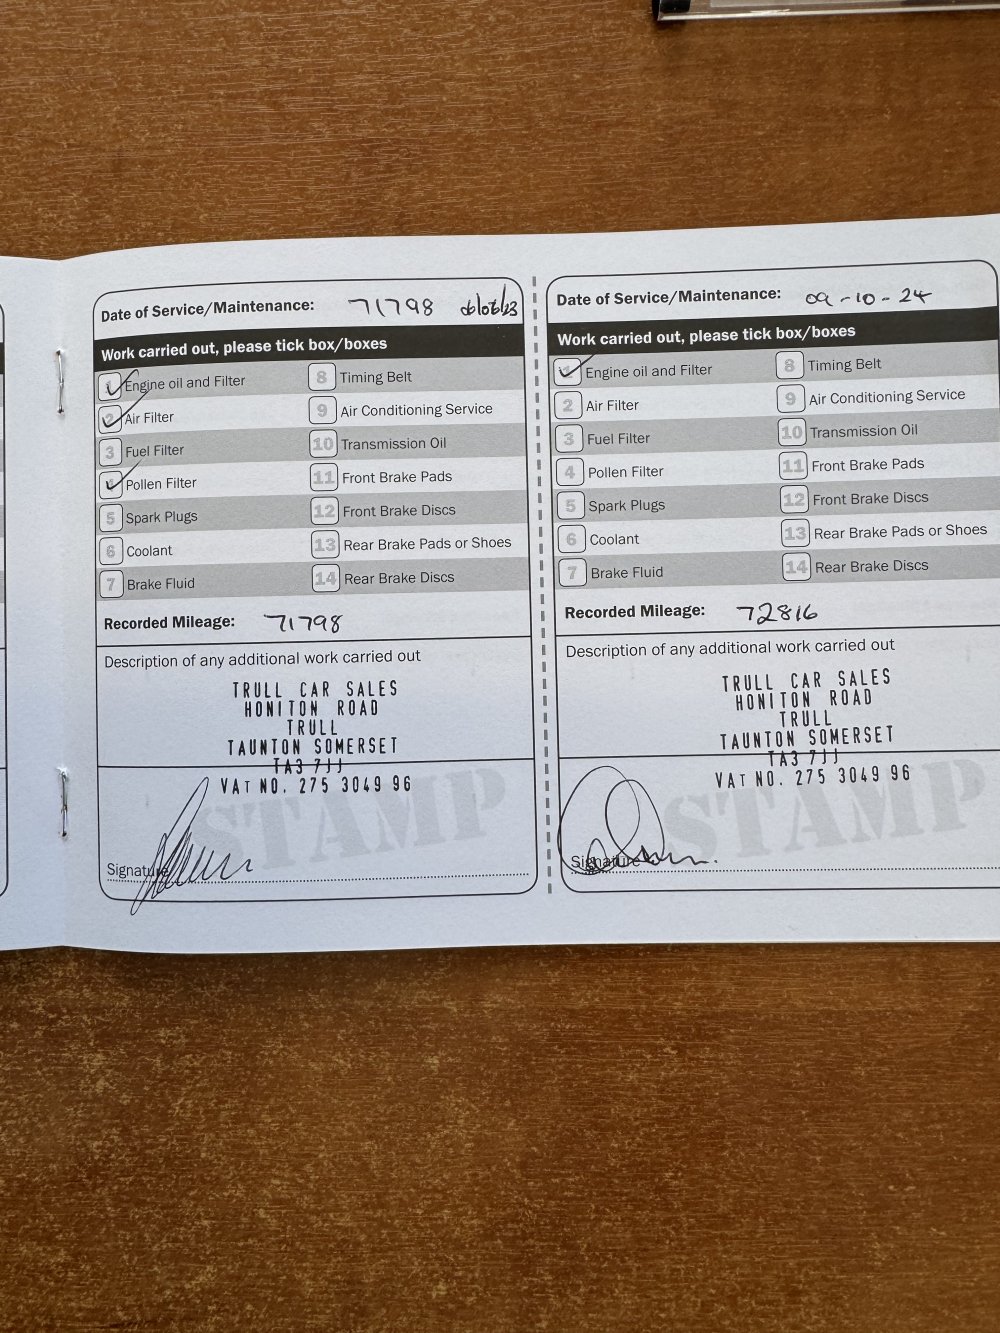 Date of Service/Maintenance: 71798 06/06/23
Work carried out, please tick box/boxes
1 Engine oil and Filter
8 Timing Belt
2 Air Filter
9 Air Conditioning Service
3 Fuel Filter
10 Transmission Oil
4 Pollen Filter
11 Front Brake Pads
5 Spark Plugs
12 Front Brake Discs
6 Coolant
13 Rear Brake Pads or Shoes
7 Brake Fluid
14 Rear Brake Discs
Recorded Mileage: 71798
Description of any additional work carried out
TRULL CAR SALES
HONITON ROAD
TRULL
TAUNTON SOMERSET
TA3 7JJ
VAT NO. 275 3049 96
STAMP
Signature
Date of Service/Maintenance: 09-10-24
Work carried out, please tick box/boxes
1 Engine oil and Filter
8 Timing Belt
2 Air Filter
9 Air Conditioning Service
3 Fuel Filter
10 Transmission Oil
4 Pollen Filter
11 Front Brake Pads
5 Spark Plugs
12 Front Brake Discs
6 Coolant
13 Rear Brake Pads or Shoes
7 Brake Fluid
14 Rear Brake Discs
Recorded Mileage: 72816
Description of any additional work carried out
TRULL CAR SALES
HONITON ROAD
TRULL
TAUNTON SOMERSET
TA3 7JJ
VAT NO. 275 3049 96
STAMP
Signature